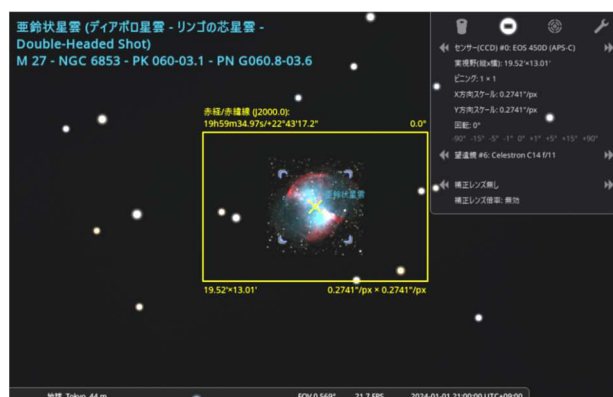 亜鈴状星雲 (ディアボロ星雲 - リンゴの芯星雲 -
Double-Headed Shot)
M 27 - NGC 6853 - PK 060-03.1 - PN G060.8-03.6
赤経/赤緯線 (J2000.0):
19h59m34.97s/+22°43'17.2"
0.0°
亜鈴状星雲
19.52'×13.01'
0.2741"/px × 0.2741"/px
センサー(CCD) #0: EOS 450D (APS-C)
実視野(縦x横): 19.52'×13.01'
ビニング: 1 × 1
X方向スケール: 0.2741"/px
Y方向スケール: 0.2741"/px
回転: 0°
-90° -15° -5° -1° 0° +1° +5° +15° +90°
望遠鏡 #6: Celestron C14 f/11
補正レンズ無し
補正レンズ倍率: 無効
地球, Tokyo, 44 m
FOV 0.569°
21.7 FPS
2024-01-01 21:00:00 UTC+09:00